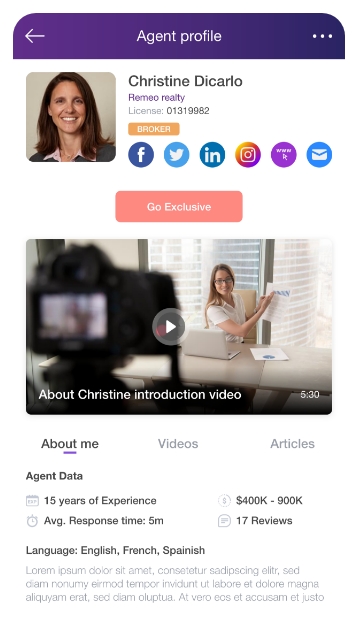 Agent profile
Christine Dicarlo
Remeo realty
License: 01319982
BROKER
www
Go Exclusive
About Christine introduction video
5:30
About me
Videos
Articles
Agent Data
15 years of Experience
$400K - 900K
Avg. Response time: 5m
17 Reviews
Language: English, French, Spainish
Lorem ipsum dolor sit amet, consetetur sadipscing elitr, sed
diam nonumy eirmod tempor invidunt ut labore et dolore magna
aliquyam erat, sed diam oluptua. At vero eos et accusam et justo